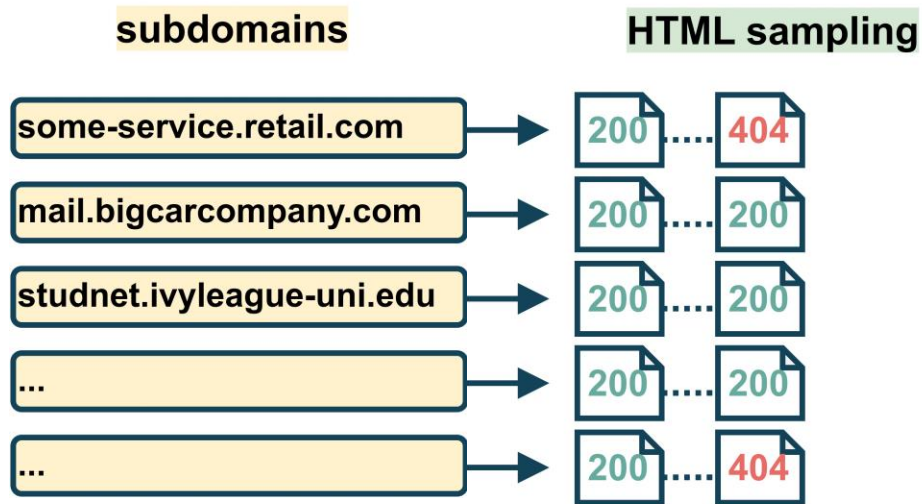 subdomains HTML sampling
some-service.retail.com 200 ..... 404
mail.bigcarcompany.com 200 ..... 200
studnet.ivyleague-uni.edu 200 ..... 200
... 200 ..... 200
... 200 ..... 404